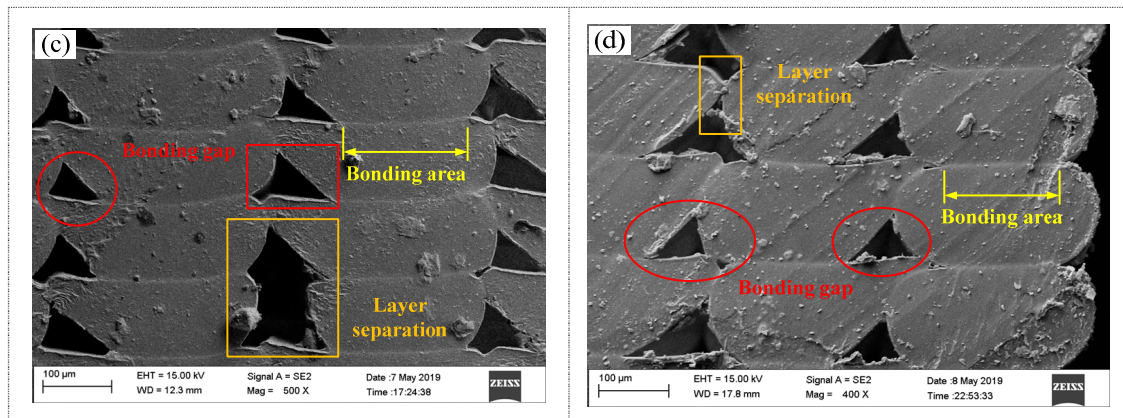 (c)
Bonding gap
Bonding area
Layer
separation
100 μm
EHT = 15.00 kV
WD = 12.3 mm
Signal A = SE2
Mag = 500 X
Date :7 May 2019
Time :17:24:38
ZEISS
(d)
Layer
separation
Bonding area
Bonding gap
100 μm
EHT = 15.00 kV
WD = 17.8 mm
Signal A = SE2
Mag = 400 X
Date :8 May 2019
Time :22:53:33
ZEISS